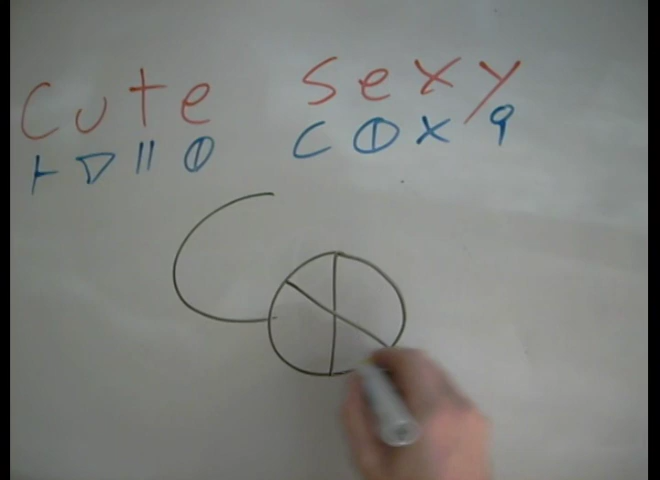 Cute sexy
⊢ ▷ || ⏀ C ⏀ X ϙ